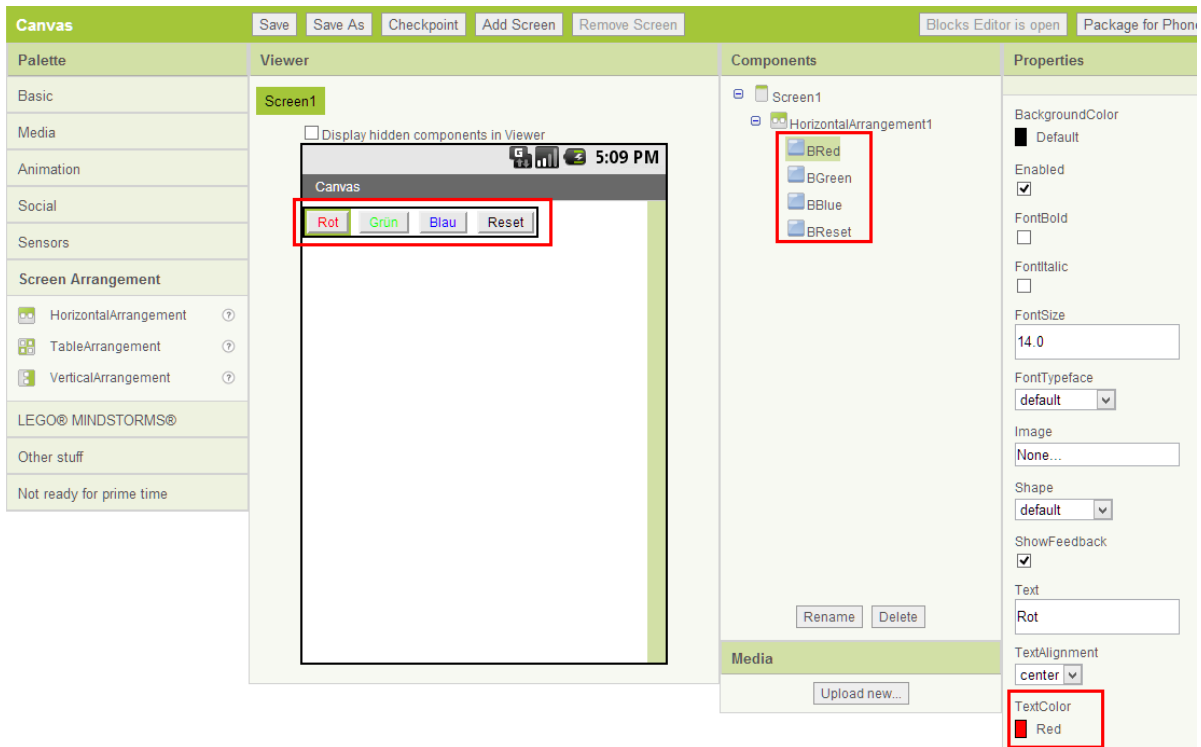 Canvas
Save Save As Checkpoint Add Screen Remove Screen
Blocks Editor is open Package for Phone
Palette
Basic
Media
Animation
Social
Sensors
Screen Arrangement
HorizontalArrangement ?
TableArrangement ?
VerticalArrangement ?
LEGO® MINDSTORMS®
Other stuff
Not ready for prime time
Viewer
Screen1
Display hidden components in Viewer
G 5:09 PM
Canvas
Rot Grün Blau Reset
Components
Screen1
HorizontalArrangement1
BRed
BGreen
BBlue
BReset
Rename Delete
Media
Upload new...
Properties
BackgroundColor
Default
Enabled
FontBold
FontItalic
FontSize
14.0
FontTypeface
default
Image
None...
Shape
default
ShowFeedback
Text
Rot
TextAlignment
center
TextColor
Red